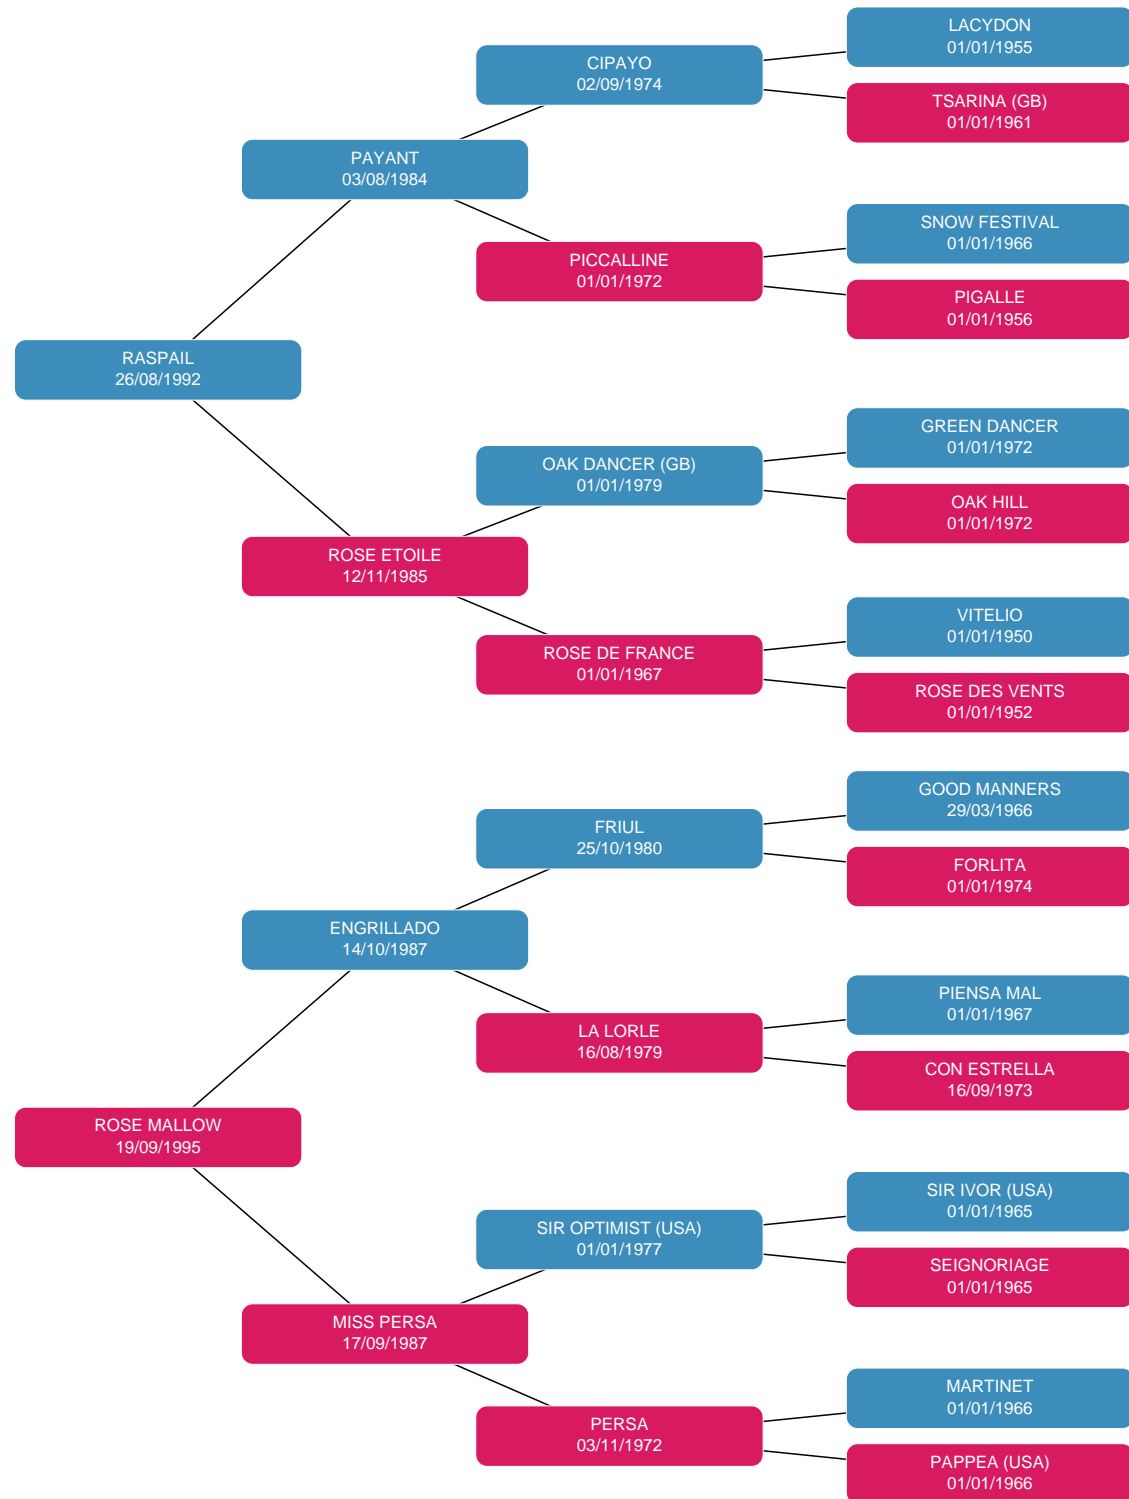 LACYDON
01/01/1955
CIPAYO
02/09/1974
TSARINA (GB)
01/01/1961
PAYANT
03/08/1984
SNOW FESTIVAL
01/01/1966
PICCALLINE
01/01/1972
PIGALLE
01/01/1956
RASPAIL
26/08/1992
GREEN DANCER
01/01/1972
OAK DANCER (GB)
01/01/1979
OAK HILL
01/01/1972
ROSE ETOILE
12/11/1985
VITELIO
01/01/1950
ROSE DE FRANCE
01/01/1967
ROSE DES VENTS
01/01/1952
GOOD MANNERS
29/03/1966
FRIUL
25/10/1980
FORLITA
01/01/1974
ENGRILLADO
14/10/1987
PIENSA MAL
01/01/1967
LA LORLE
16/08/1979
CON ESTRELLA
16/09/1973
ROSE MALLOW
19/09/1995
SIR IVOR (USA)
01/01/1965
SIR OPTIMIST (USA)
01/01/1977
SEIGNORIAGE
01/01/1965
MISS PERSA
17/09/1987
MARTINET
01/01/1966
PERSA
03/11/1972
PAPPEA (USA)
01/01/1966